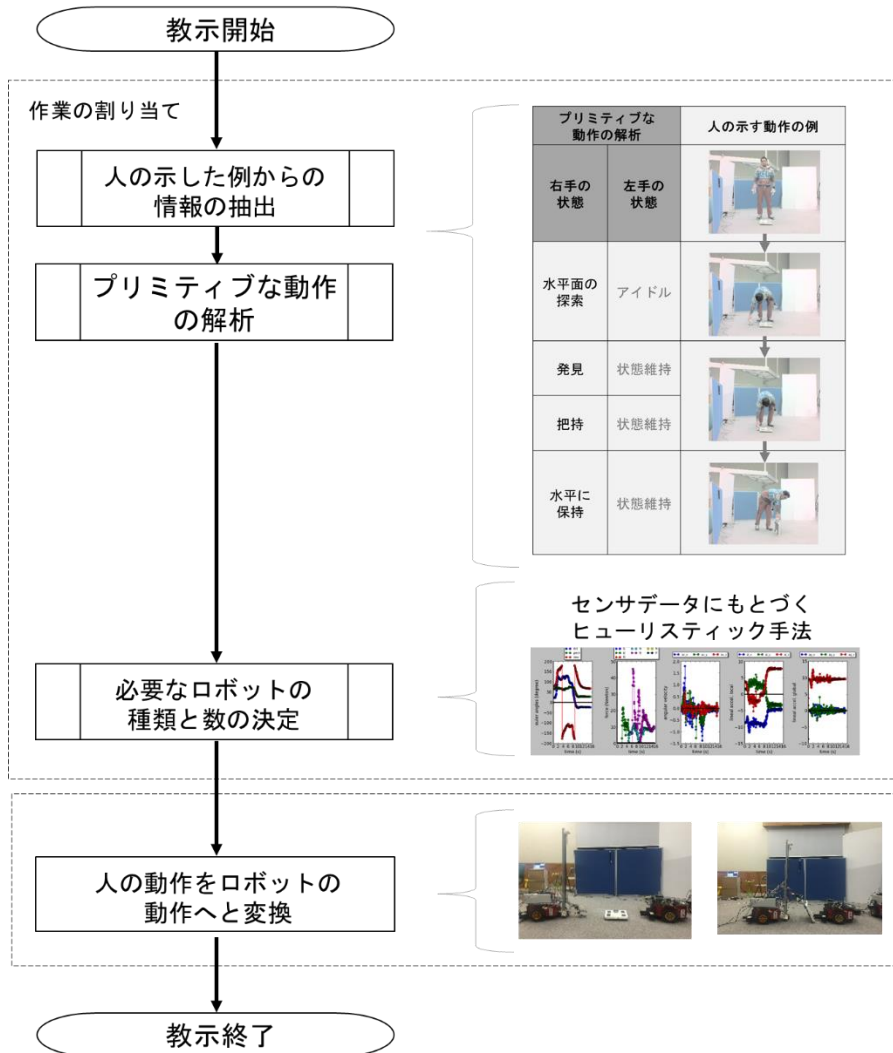 教示開始
作業の割り当て
人の示した例からの
情報の抽出
プリミティブな動作
の解析
プリミティブな
動作の解析
人の示す動作の例
右手の
状態
左手の
状態
水平面の
探索
アイドル
発見
状態維持
把持
状態維持
水平に
保持
状態維持
センサデータにもとづく
ヒューリスティック手法
必要なロボットの
種類と数の決定
time (s)
time (s)
time (s)
time (s)
time (s)
人の動作をロボットの
動作へと変換
教示終了